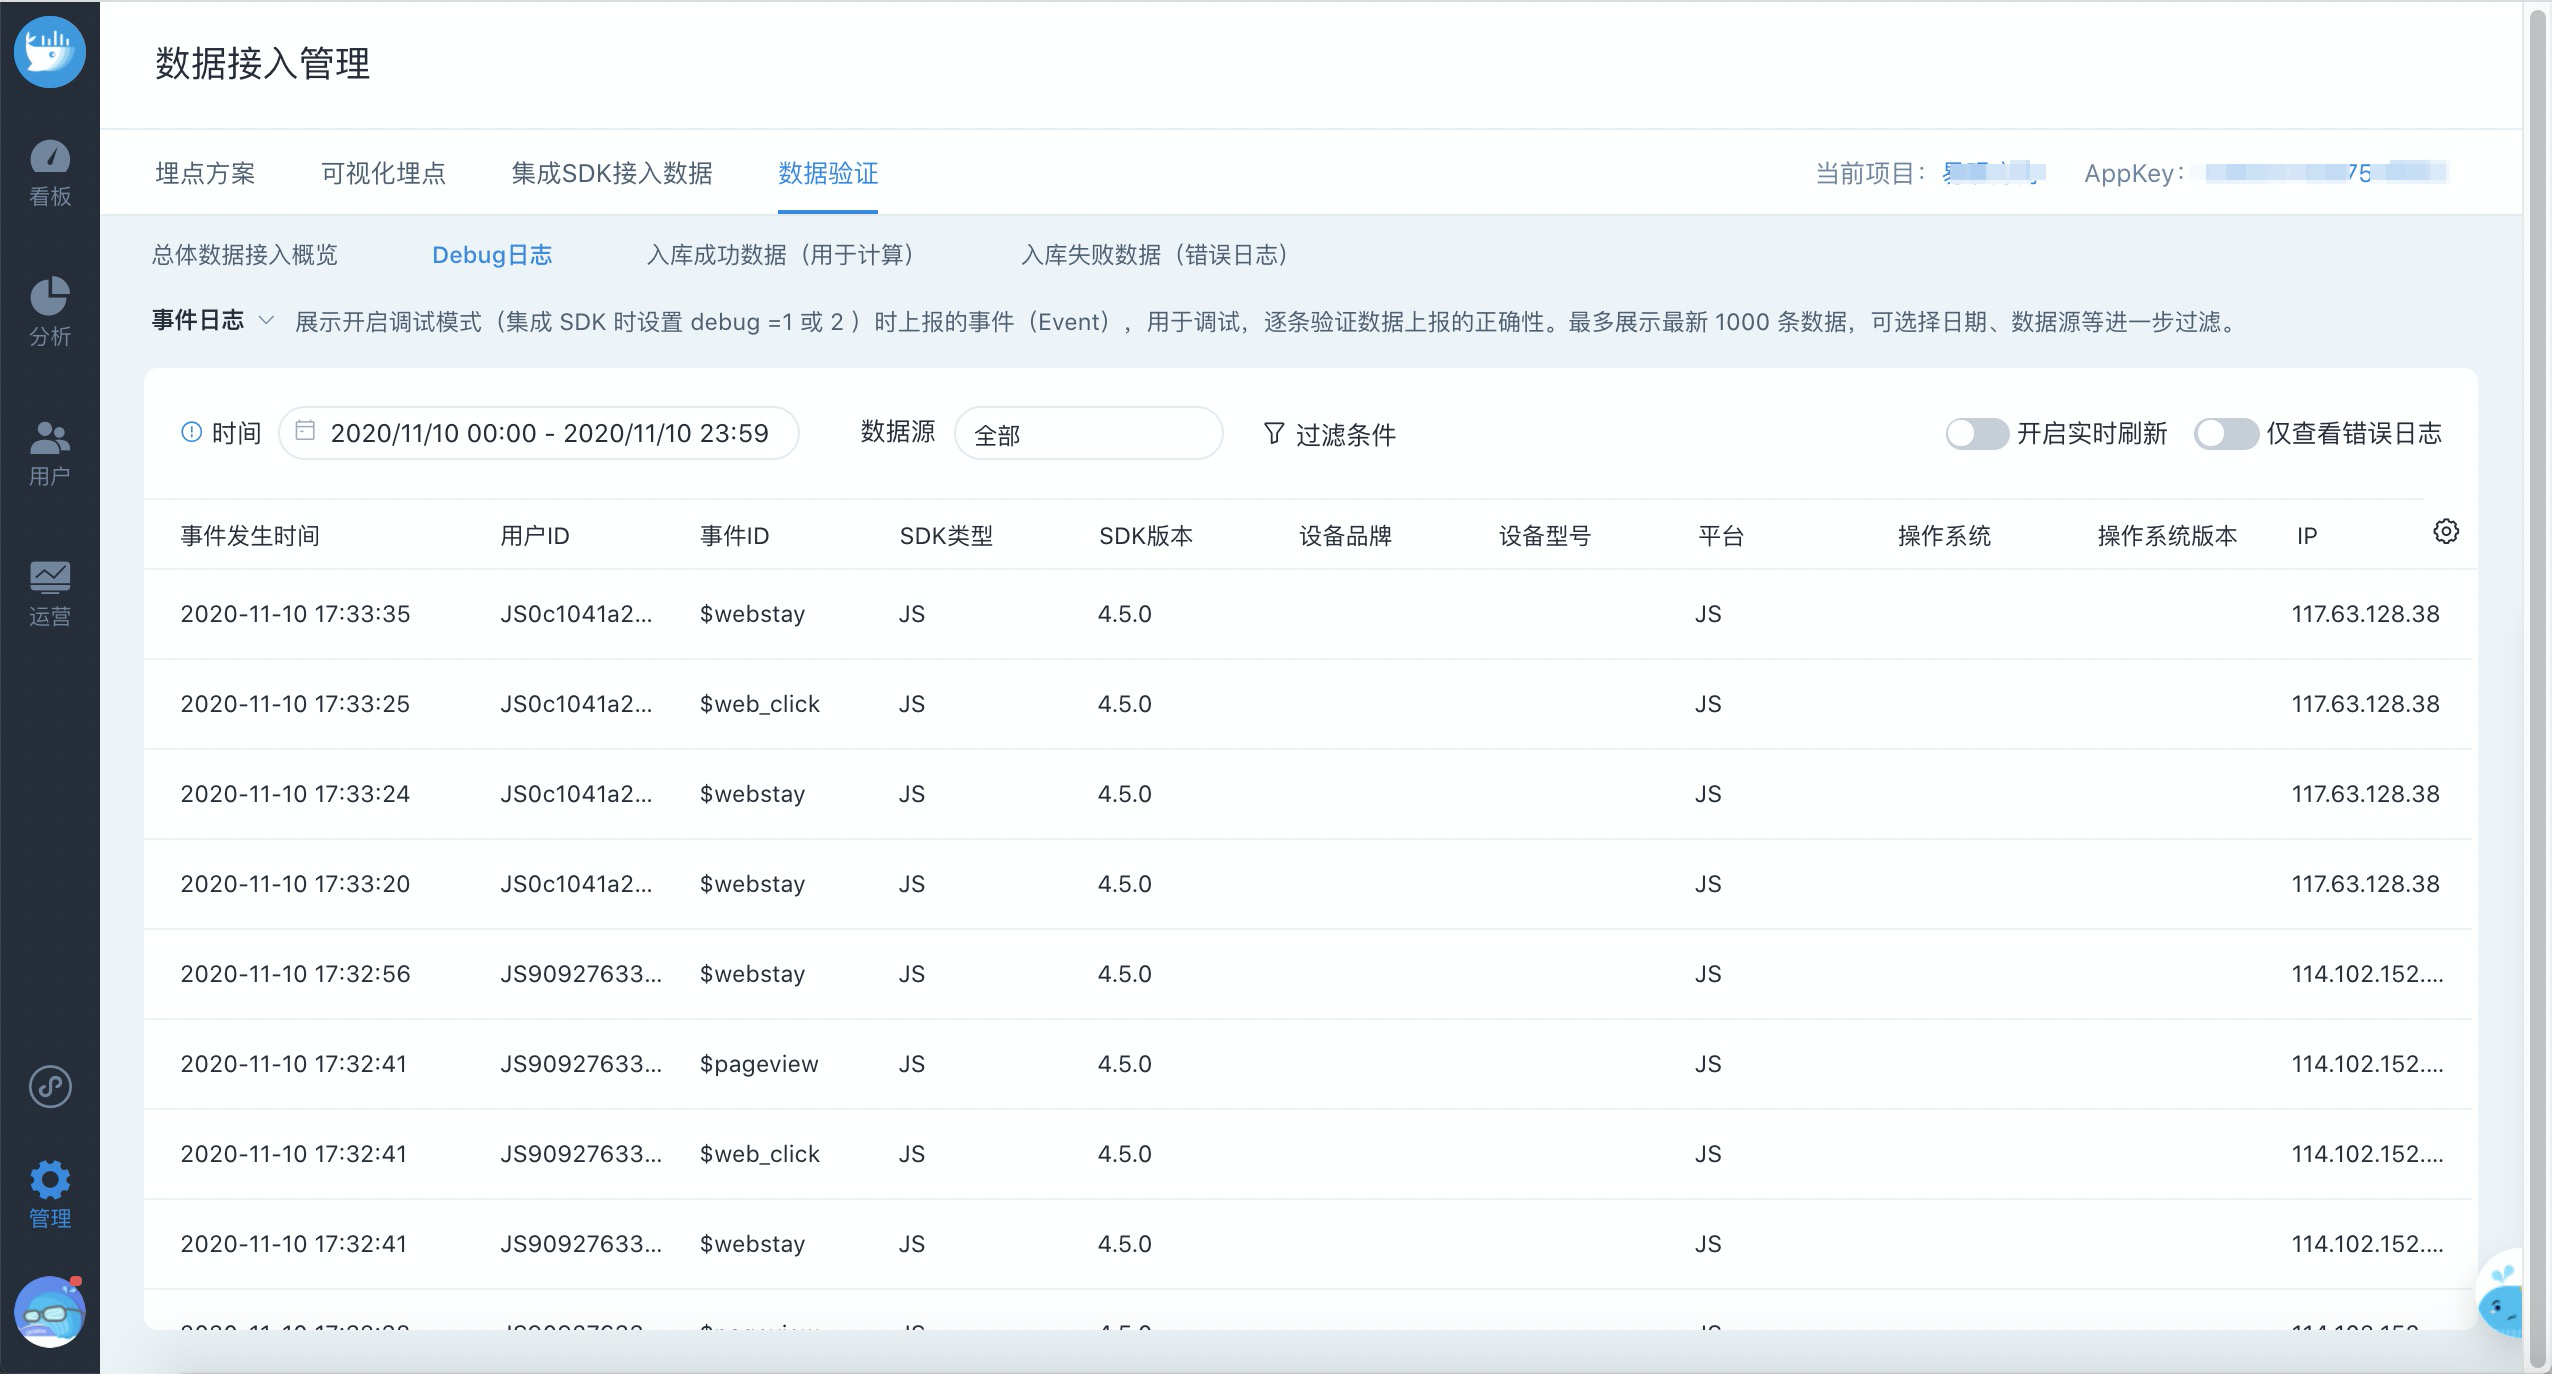 数据接入管理
埋点方案 可视化埋点 集成SDK接入数据 数据验证 当前项目： AppKey： 75
总体数据接入概览 Debug日志 入库成功数据（用于计算） 入库失败数据（错误日志）
事件日志 展示开启调试模式（集成 SDK 时设置 debug =1 或 2 ）时上报的事件（Event），用于调试，逐条验证数据上报的正确性。最多展示最新 1000 条数据，可选择日期、数据源等进一步过滤。
时间 2020/11/10 00:00 - 2020/11/10 23:59 数据源 全部 过滤条件 开启实时刷新 仅查看错误日志
事件发生时间 用户ID 事件ID SDK类型 SDK版本 设备品牌 设备型号 平台 操作系统 操作系统版本 IP
2020-11-10 17:33:35 JS0c1041a2... $webstay JS 4.5.0 JS 117.63.128.38
2020-11-10 17:33:25 JS0c1041a2... $web_click JS 4.5.0 JS 117.63.128.38
2020-11-10 17:33:24 JS0c1041a2... $webstay JS 4.5.0 JS 117.63.128.38
2020-11-10 17:33:20 JS0c1041a2... $webstay JS 4.5.0 JS 117.63.128.38
2020-11-10 17:32:56 JS90927633... $webstay JS 4.5.0 JS 114.102.152....
2020-11-10 17:32:41 JS90927633... $pageview JS 4.5.0 JS 114.102.152....
2020-11-10 17:32:41 JS90927633... $web_click JS 4.5.0 JS 114.102.152....
2020-11-10 17:32:41 JS90927633... $webstay JS 4.5.0 JS 114.102.152....
看板
分析
用户
运营
管理